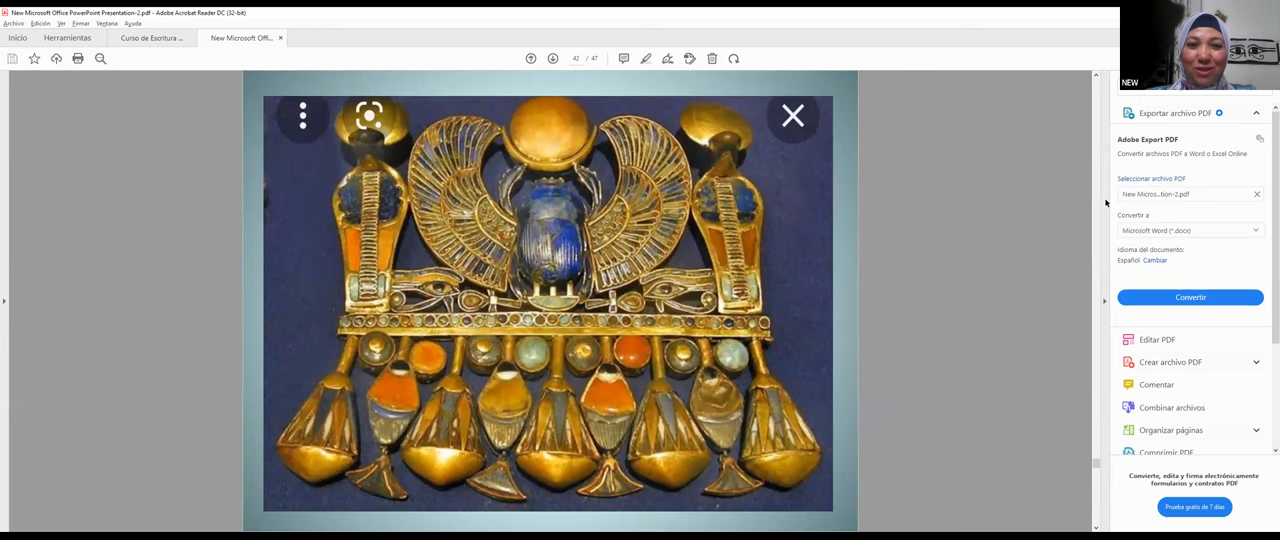 New Microsoft Office PowerPoint Presentation-2.pdf - Adobe Acrobat Reader DC (32-bit)
Archivo Edición Ver Firmar Ventana Ayuda
Inicio Herramientas Curso de Escritura ... New Microsoft Offi... ×
42 / 47
NEW
Exportar archivo PDF
Adobe Export PDF
Convertir archivos PDF a Word o Excel Online
Seleccionar archivo PDF
New Micros...tion-2.pdf
Convertir a
Microsoft Word (*.docx)
Idioma del documento:
Español Cambiar
Convertir
Editar PDF
Crear archivo PDF
Comentar
Combinar archivos
Organizar páginas
Comprimir PDF
Convierte, edita y firma electrónicamente
formularios y contratos PDF
Prueba gratis de 7 días